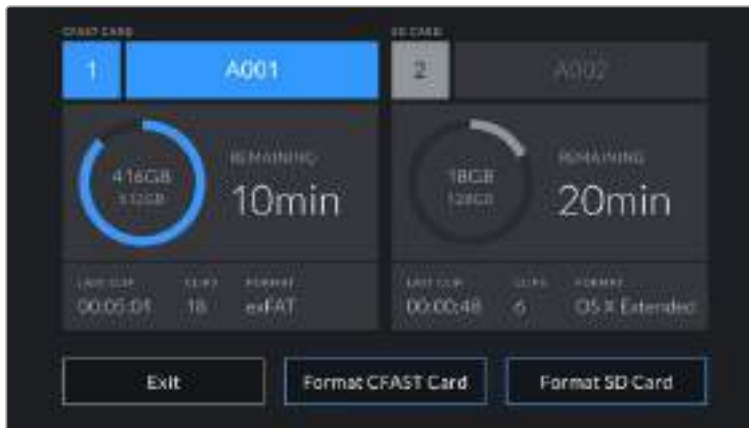 CFAST CARD
SD CARD
1
A001
2
A002
416GB
512GB
REMAINING
10min
18GB
128GB
REMAINING
20min
LAST CLIP
CLIPS
FORMAT
00:05:01
18
exFAT
LAST CLIP
CLIPS
FORMAT
00:00:48
6
OS X Extended
Exit
Format CFAST Card
Format SD Card